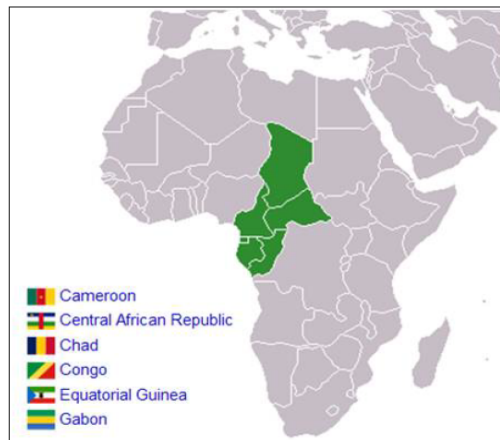 Cameroon
Central African Republic
Chad
Congo
Equatorial Guinea
Gabon